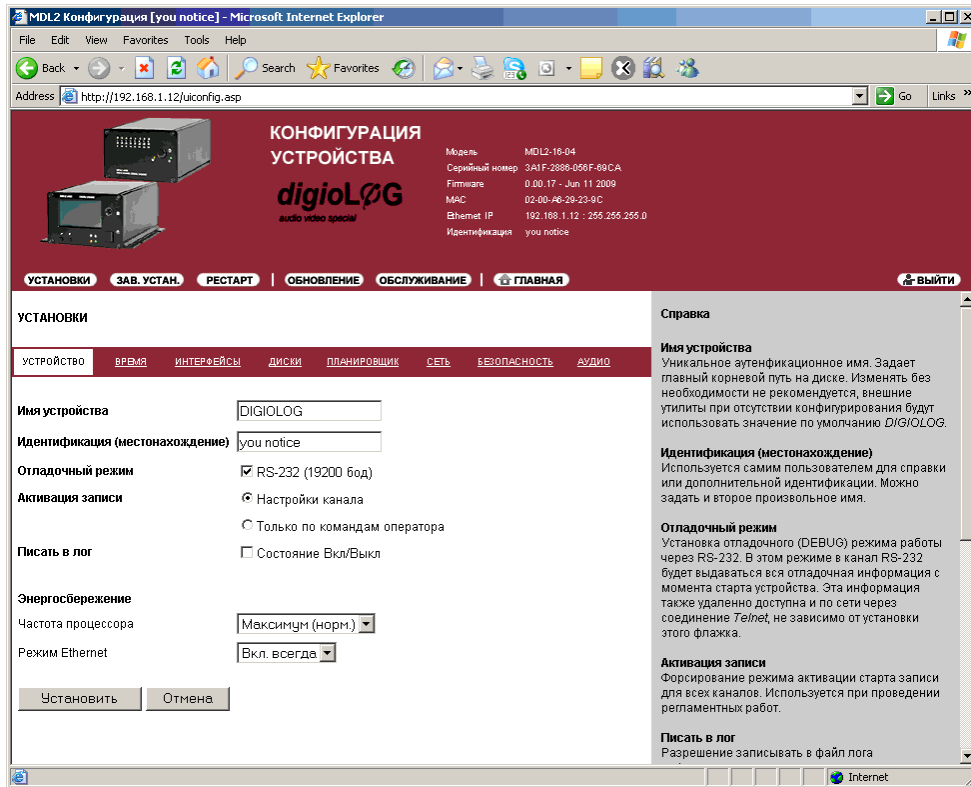 MDL2 Конфигурация [you notice] - Microsoft Internet Explorer
File Edit View Favorites Tools Help
Back Search Favorites
Address http://192.168.1.12/uiconfig.asp Go Links »
КОНФИГУРАЦИЯ
УСТРОЙСТВА
digioLOG
audio video special
Модель MDL2-16-04
Серийный номер 3A1F-2886-056F-69CA
Firmware 0.00.17 - Jun 11 2009
MAC 02-00-A6-29-23-9C
Ethernet IP 192.168.1.12 : 255.255.255.0
Идентификация you notice
УСТАНОВКИ ЗАВ. УСТАН. РЕСТАРТ | ОБНОВЛЕНИЕ ОБСЛУЖИВАНИЕ | ГЛАВНАЯ ВЫЙТИ
УСТАНОВКИ
УСТРОЙСТВО ВРЕМЯ ИНТЕРФЕЙСЫ ДИСКИ ПЛАНИРОВЩИК СЕТЬ БЕЗОПАСНОСТЬ АУДИО
Имя устройства DIGIOLOG
Идентификация (местонахождение) you notice
Отладочный режим RS-232 (19200 бод)
Активация записи Настройки канала
Только по командам оператора
Писать в лог Состояние Вкл/Выкл
Энергосбережение
Частота процессора Максимум (норм.)
Режим Ethernet Вкл. всегда
Установить Отмена
Справка
Имя устройства
Уникальное аутенфикационное имя. Задает
главный корневой путь на диске. Изменять без
необходимости не рекомендуется, внешние
утилиты при отсутствии конфигурирования будут
использовать значение по умолчанию DIGIOLOG.
Идентификация (местонахождение)
Используется самим пользователем для справки
или дополнительной идентификации. Можно
задать и второе произвольное имя.
Отладочный режим
Установка отладочного (DEBUG) режима работы
через RS-232. В этом режиме в канал RS-232
будет выдаваться вся отладочная информация с
момента старта устройства. Эта информация
также удаленно доступна и по сети через
соединение Telnet, не зависимо от установки
этого флажка.
Активация записи
Форсирование режима активации старта записи
для всех каналов. Используется при проведении
регламентных работ.
Писать в лог
Разрешение записывать в файл лога
Internet